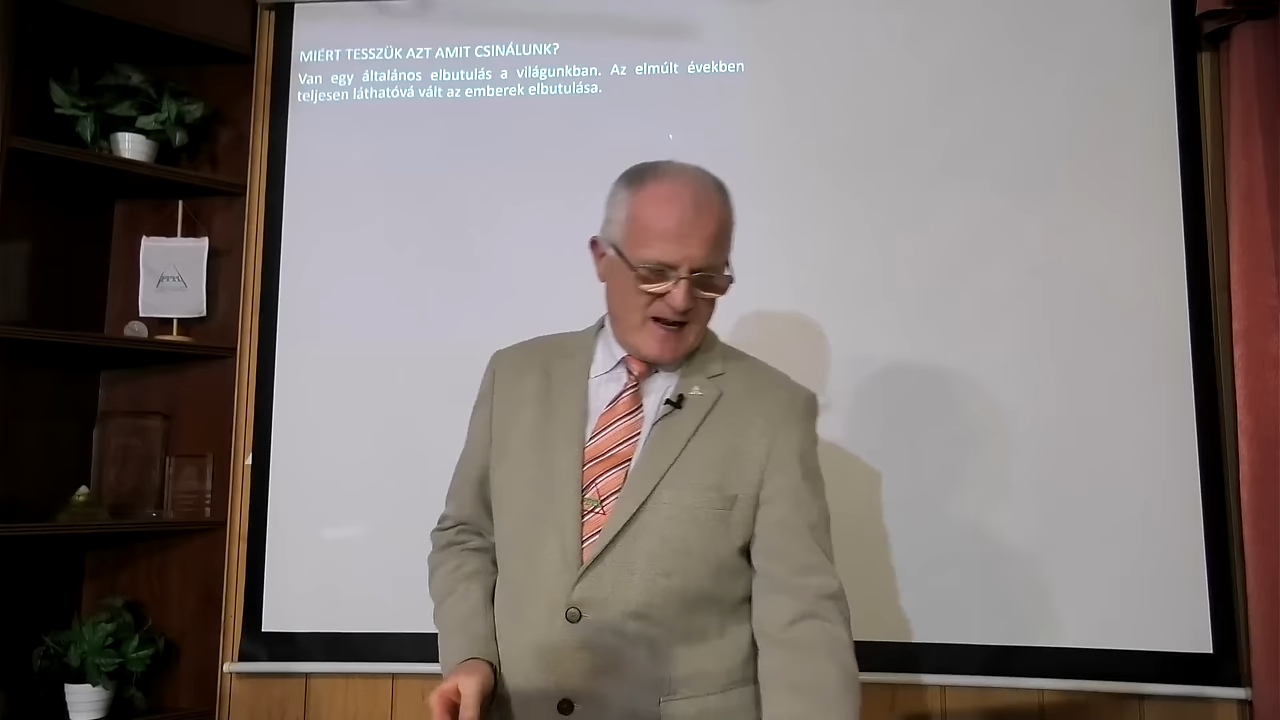 MIÉRT TESSZÜK AZT AMIT CSINÁLUNK?
Van egy általános elbutulás a világunkban. Az elmúlt években
teljesen láthatóvá vált az emberek elbutulása.